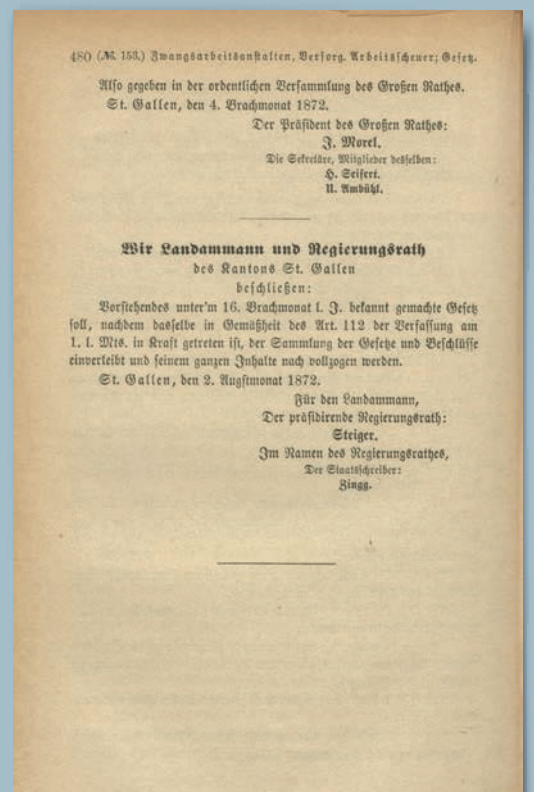 480 (№. 153.) Zwangsarbeitsanstalten, Versorg. Arbeitsscheuer; Gesetz.
Also gegeben in der ordentlichen Versammlung des Großen Rathes.
St. Gallen, den 4. Brachmonat 1872.
Der Präsident des Großen Rathes:
J. Morel.
Die Sekretäre, Mitglieder desselben:
H. Seifert.
U. Ambühl.
Wir Landammann und Regierungsrath
des Kantons St. Gallen
beschließen:
Vorstehendes unter'm 16. Brachmonat l. J. bekannt gemachte Gesetz
soll, nachdem dasselbe in Gemäßheit des Art. 112 der Verfassung am
1. l. Mts. in Kraft getreten ist, der Sammlung der Gesetze und Beschlüsse
einverleibt und seinem ganzen Inhalte nach vollzogen werden.
St. Gallen, den 2. Augstmonat 1872.
Für den Landammann,
Der präsidirende Regierungsrath:
Steiger.
Im Namen des Regierungsrathes,
Der Staatsschreiber:
Zingg.